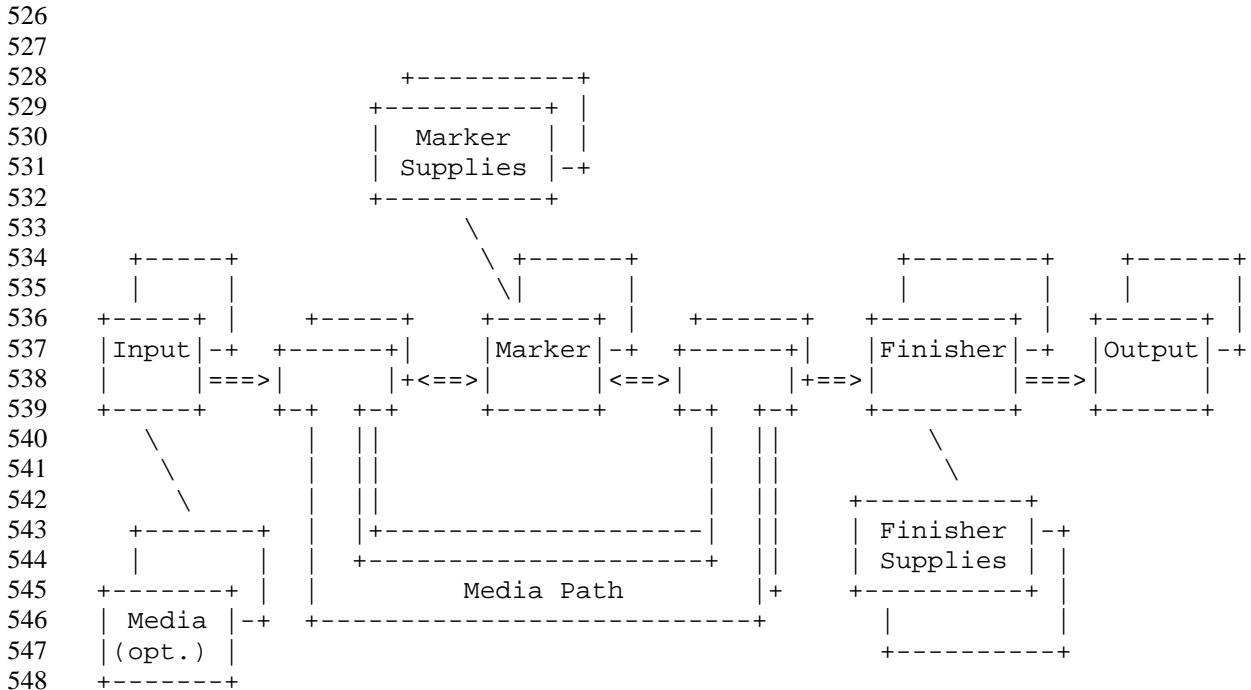 526
527
528                       +-----------+
529                     +-----------+ |
530                     |  Marker   | |
531                     | Supplies  |-+
532                     +-----------+
533                           \
534      +-----+               \  +------+                +--------+    +------+
535      |     |                \|      |                |        |    |      |
536    +-----+ |    +-----+    +------+ |   +------+   +--------+ |  +------+ |
537    |Input|-+  +------+|    |Marker|-+  +------+|   |Finisher|-+  |Output|-+
538    |     |===>|      |+<==>|      |<==>|      |+==>|        |===>|      |
539    +-----+    +-+  +-+     +------+    +-+  +-+    +--------+    +------+
540       \         |  ||                    |  ||        \
541        \        |  ||                    |  ||         \
542         \       |  ||                    |  ||   +----------+
543      +-------+  |  |+--------------------|  ||   | Finisher |-+
544      |       |  |  +---------------------+  ||   | Supplies | |
545    +-------+ |  |         Media Path        |+   +----------+ |
546    | Media |-+  +---------------------------+      |          |
547    |(opt.) |                                       +----------+
548    +-------+